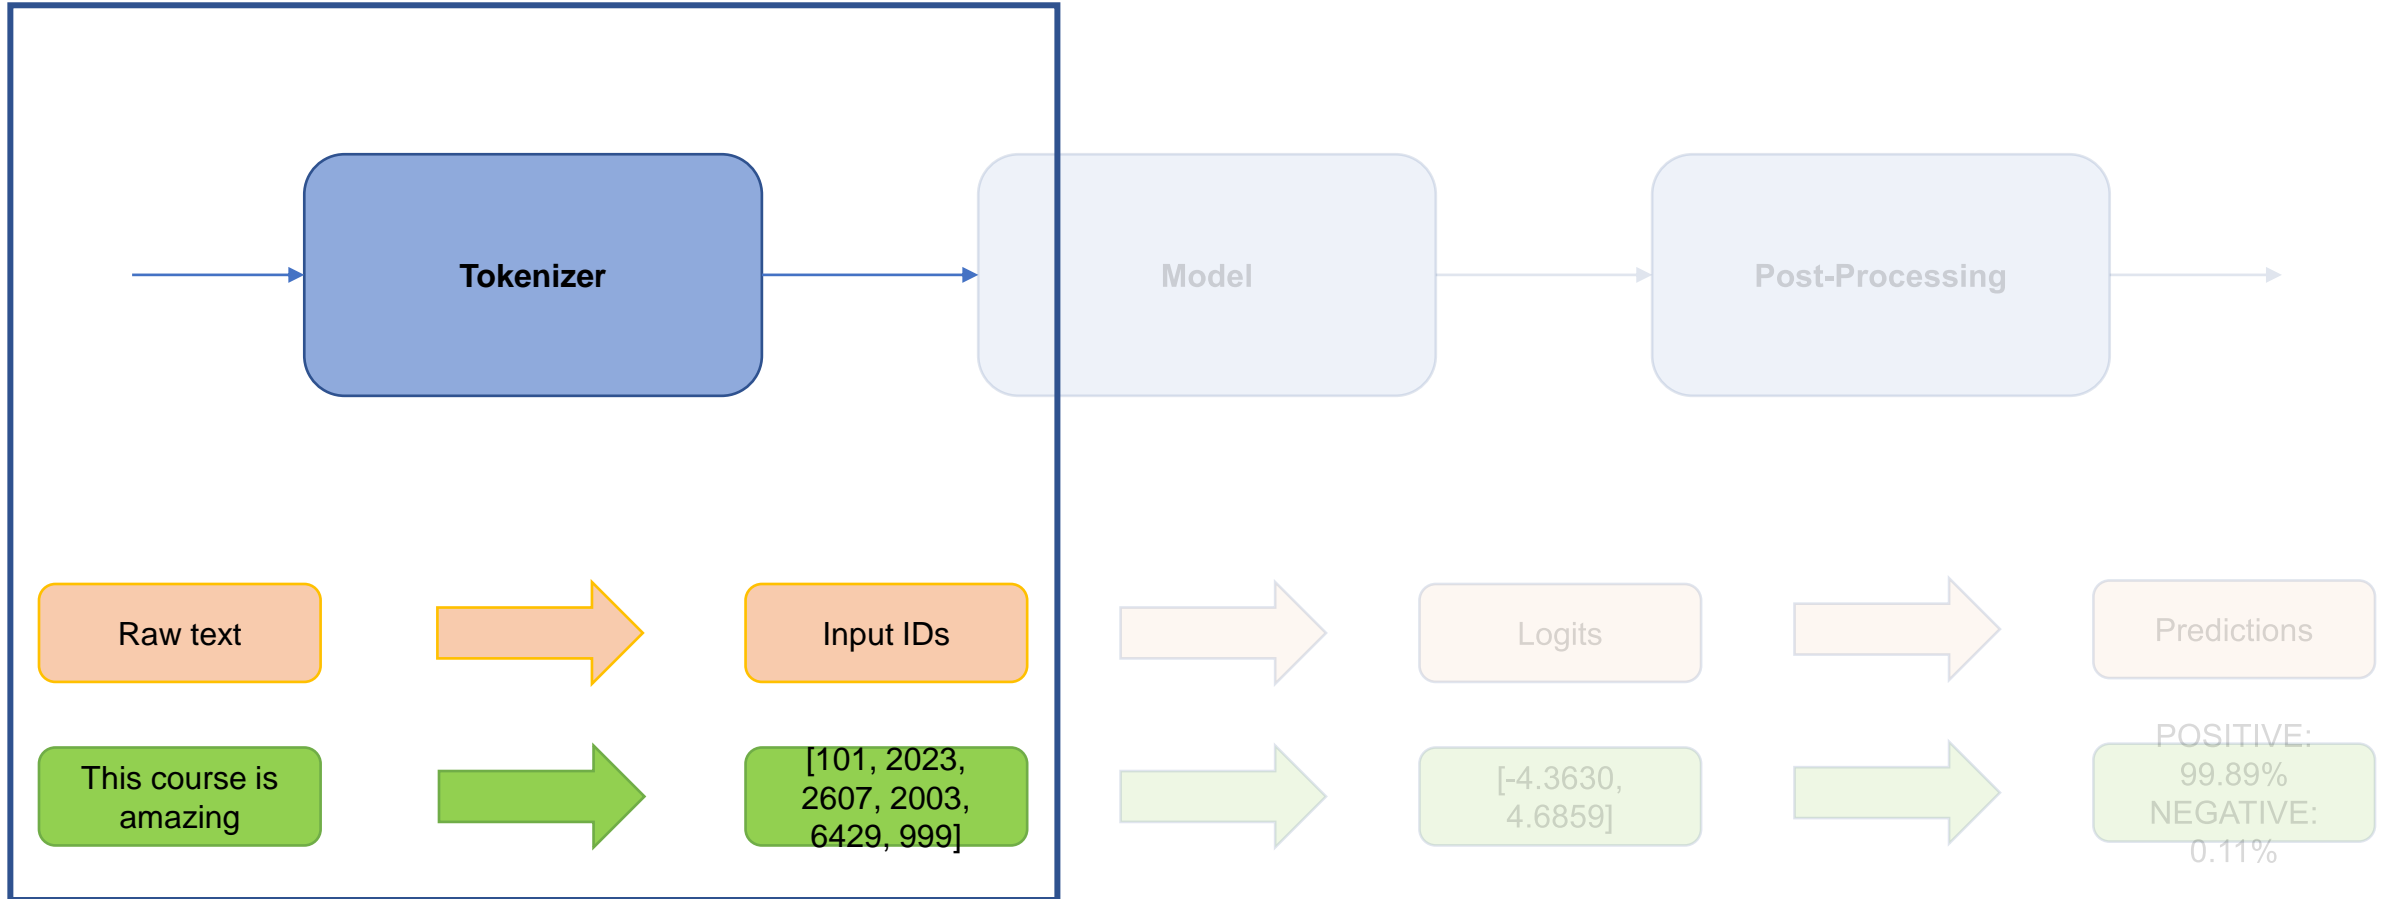 Tokenizer
Model
Post-Processing
Raw text
Input IDs
Logits
Predictions
This course is
amazing
[101, 2023,
2607, 2003,
6429, 999]
[-4.3630,
4.6859]
POSITIVE:
99.89%
NEGATIVE:
0.11%